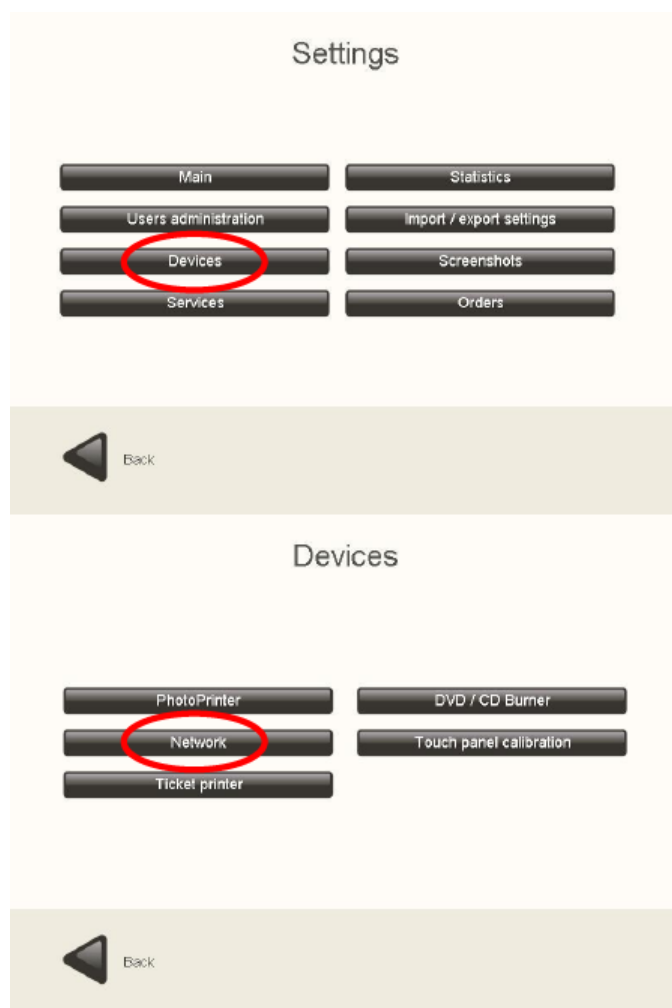 Settings
Main
Statistics
Users administration
Import / export settings
Devices
Screenshots
Services
Orders
Back
Devices
PhotoPrinter
DVD / CD Burner
Network
Touch panel calibration
Ticket printer
Back